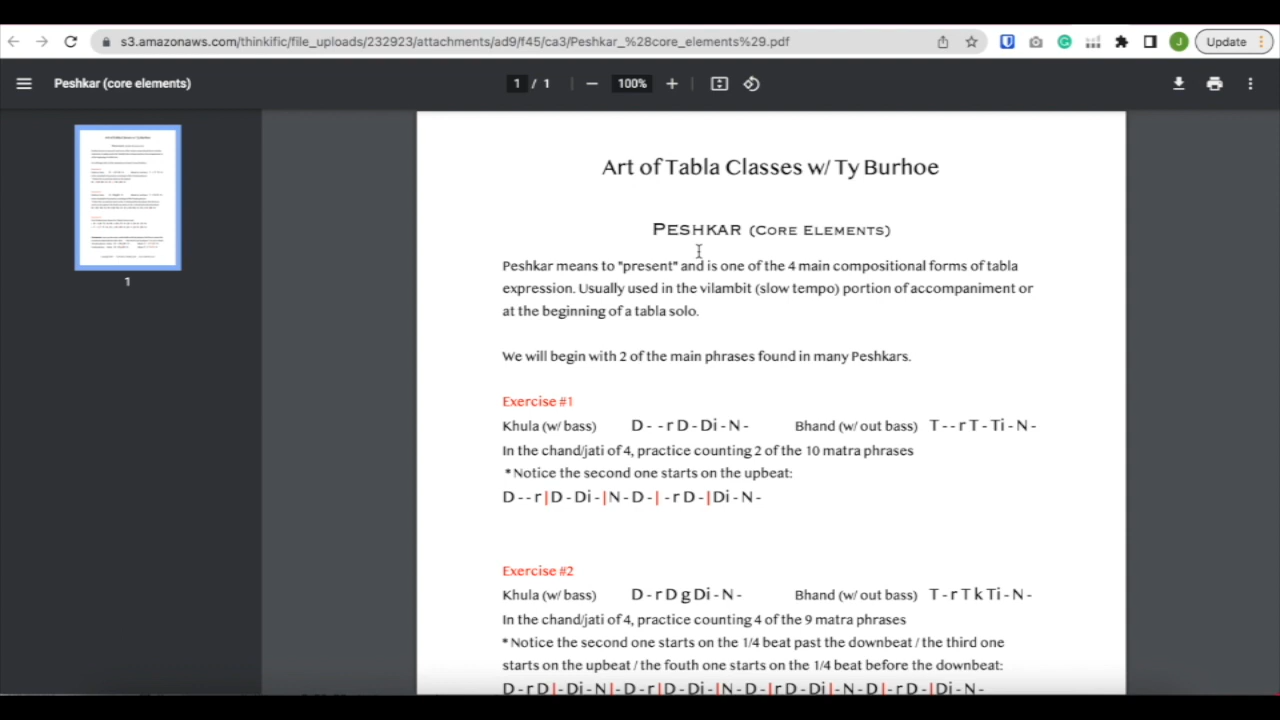 s3.amazonaws.com/thinkific/file_uploads/232923/attachments/ad9/f45/ca3/Peshkar_%28core_elements%29.pdf
J
Update
Peshkar (core elements)
1 / 1
100%
1
Art of Tabla Classes w/ Ty Burhoe
PESHKAR (CORE ELEMENTS)
Peshkar means to "present" and is one of the 4 main compositional forms of tabla
expression. Usually used in the vilambit (slow tempo) portion of accompaniment or
at the beginning of a tabla solo.
We will begin with 2 of the main phrases found in many Peshkars.
Exercise #1
Khula (w/ bass) D - - r D - Di - N - Bhand (w/ out bass) T - - r T - Ti - N -
In the chand/jati of 4, practice counting 2 of the 10 matra phrases
*Notice the second one starts on the upbeat:
D - - r|D - Di -|N - D -| - r D -|Di - N -
Exercise #2
Khula (w/ bass) D - r D g Di - N - Bhand (w/ out bass) T - r T k Ti - N -
In the chand/jati of 4, practice counting 4 of the 9 matra phrases
*Notice the second one starts on the 1/4 beat past the downbeat / the third one
starts on the upbeat / the fouth one starts on the 1/4 beat before the downbeat:
D - r D|- Di - N|- D - r|D - Di -|N - D -|r D - Di|- N - D|- r D -|Di - N -